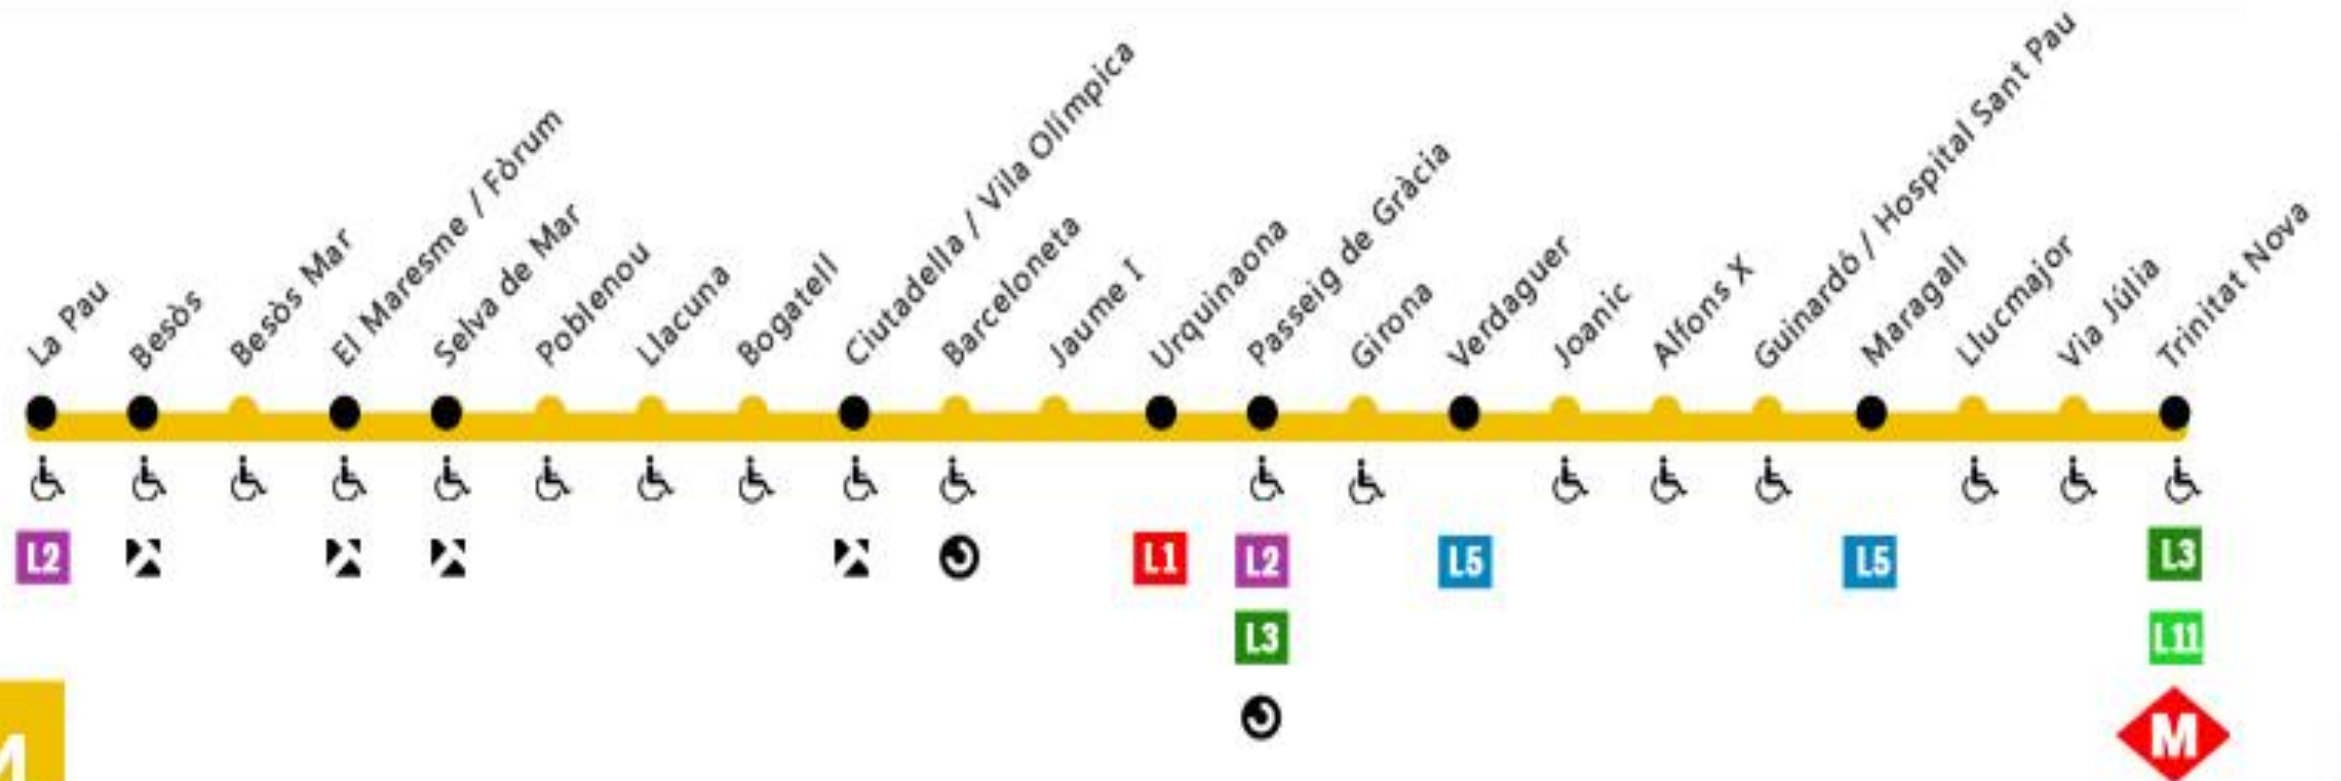 La Pau
Besòs
Besòs Mar
El Maresme / Fòrum
Selva de Mar
Poblenou
Llacuna
Bogatell
Ciutadella / Vila Olímpica
Barceloneta
Jaume I
Urquinaona
Passeig de Gràcia
Girona
Verdaguer
Joanic
Alfons X
Guinardó / Hospital Sant Pau
Maragall
Llucmajor
Via Júlia
Trinitat Nova
L2
L1
L2
L5
L5
L3
L3
L11
M